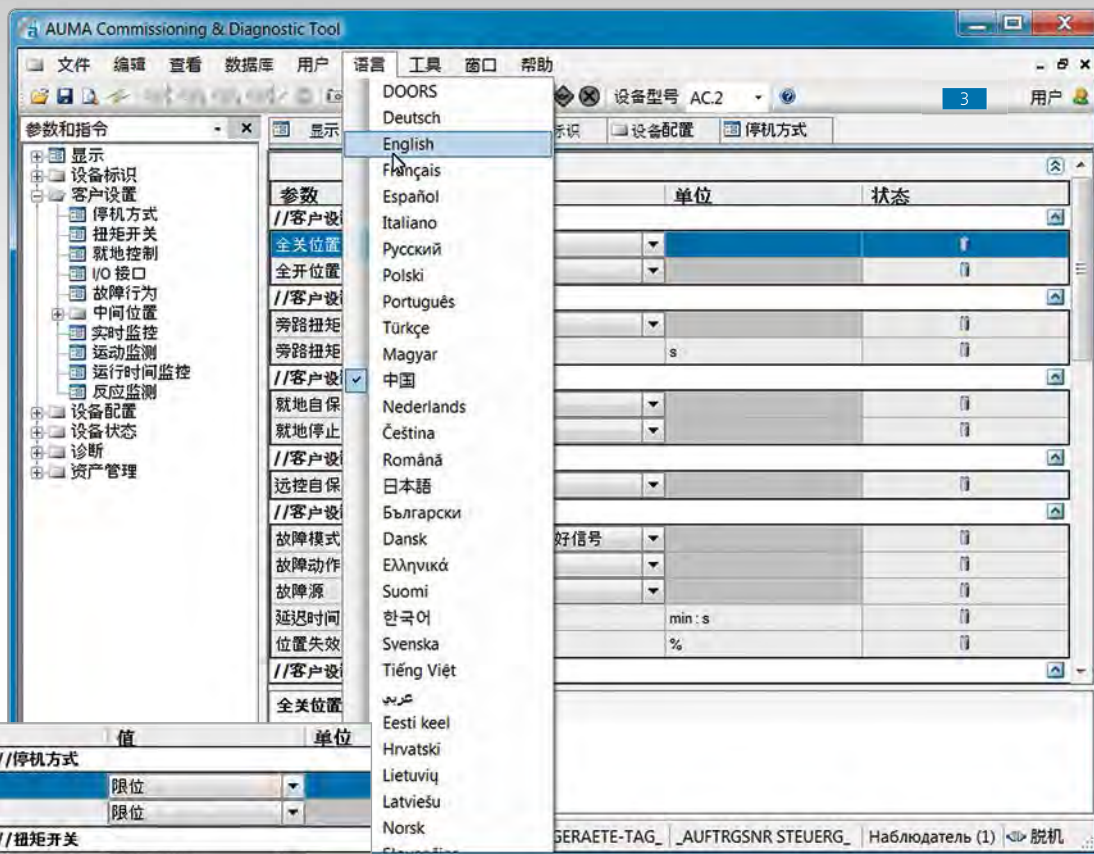 AUMA Commissioning & Diagnostic Tool
文件 编辑 查看 数据库 用户 语言 工具 窗口 帮助
设备型号 AC.2
3
用户
参数和指令
显示
标识
设备配置
停机方式
显示
设备标识
客户设置
停机方式
扭矩开关
就地控制
I/O 接口
故障行为
中间位置
实时监控
运动监测
运行时间监控
反应监测
设备配置
设备状态
诊断
资产管理
DOORS
Deutsch
English
Français
Español
Italiano
Русский
Polski
Português
Türkçe
Magyar
中国
Nederlands
Čeština
Română
日本語
Български
Dansk
Ελληνικά
Suomi
한국어
Svenska
Tiếng Việt
عربي
Eesti keel
Hrvatski
Lietuvių
Latviešu
Norsk
参数 单位 状态
//客户设
全关位置
全开位置
//客户设
旁路扭矩
旁路扭矩 s
//客户设
就地自保
就地停止
//客户设
远控自保
//客户设
故障模式 好信号
故障动作
故障源
延迟时间 min : s
位置失效 %
//客户设
全关位置
值 单位
//停机方式
限位
限位
//扭矩开关
GERAETE-TAG_ _AUFTRGSNR STEUERG_ Наблюдатель (1) 脱机